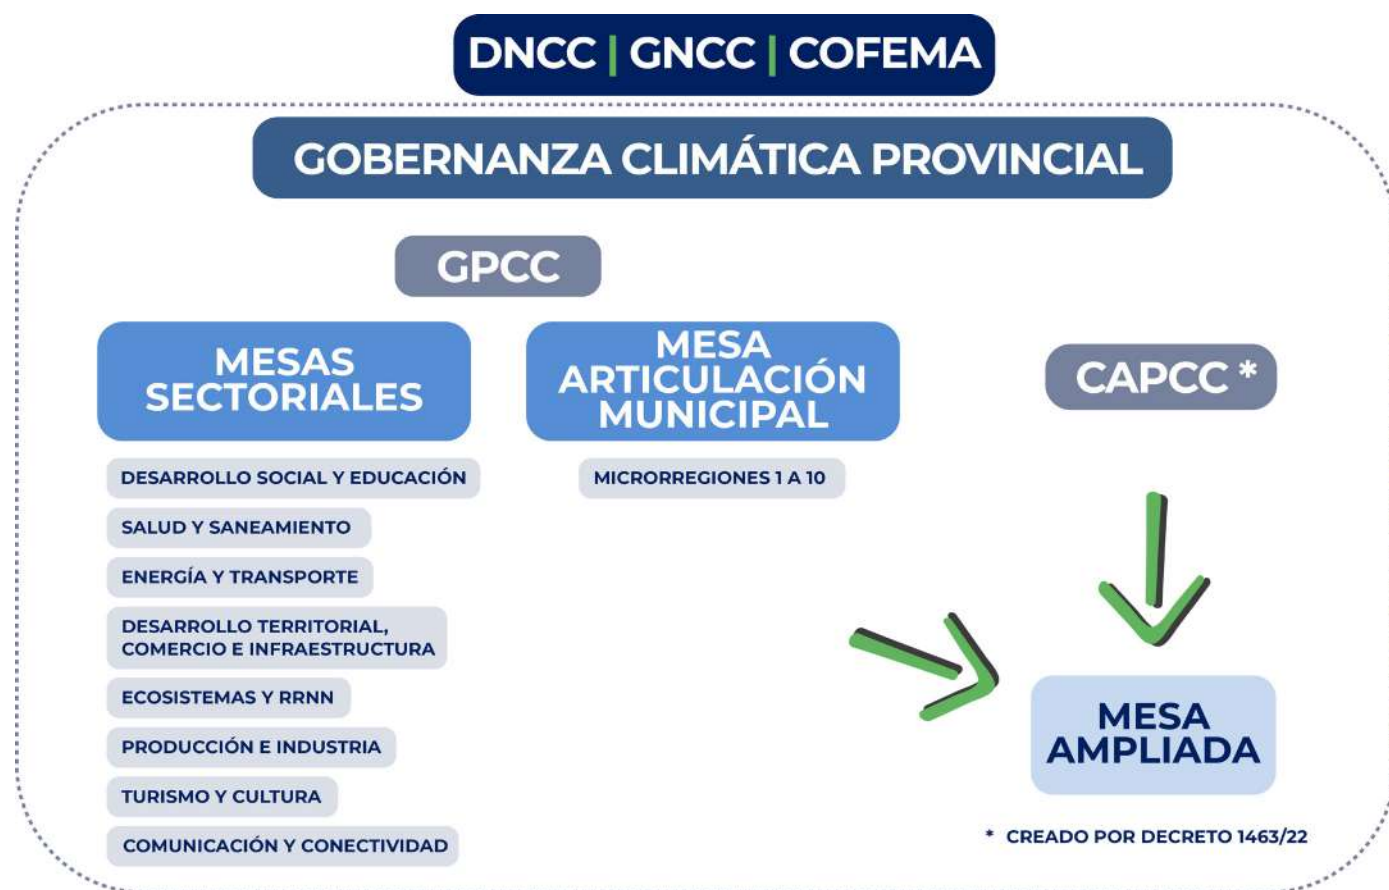 DNCC | GNCC | COFEMA
GOBERNANZA CLIMÁTICA PROVINCIAL
GPCC
MESAS
SECTORIALES
DESARROLLO SOCIAL Y EDUCACIÓN
SALUD Y SANEAMIENTO
ENERGÍA Y TRANSPORTE
DESARROLLO TERRITORIAL,
COMERCIO E INFRAESTRUCTURA
ECOSISTEMAS Y RRNN
PRODUCCIÓN E INDUSTRIA
TURISMO Y CULTURA
COMUNICACIÓN Y CONECTIVIDAD
MESA
ARTICULACIÓN
MUNICIPAL
MICRORREGIONES 1 A 10
CAPCC *
MESA
AMPLIADA
* CREADO POR DECRETO 1463/22